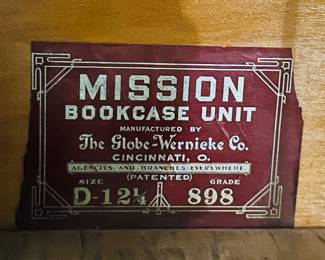 MISSION
BOOKCASE UNIT
MANUFACTURED BY
The Globe-Wernicke Co.
CINCINNATI, O.
AGENCIES AND BRANCHES EVERYWHERE.
(PATENTED)
SIZE GRADE
D-12¼ 898